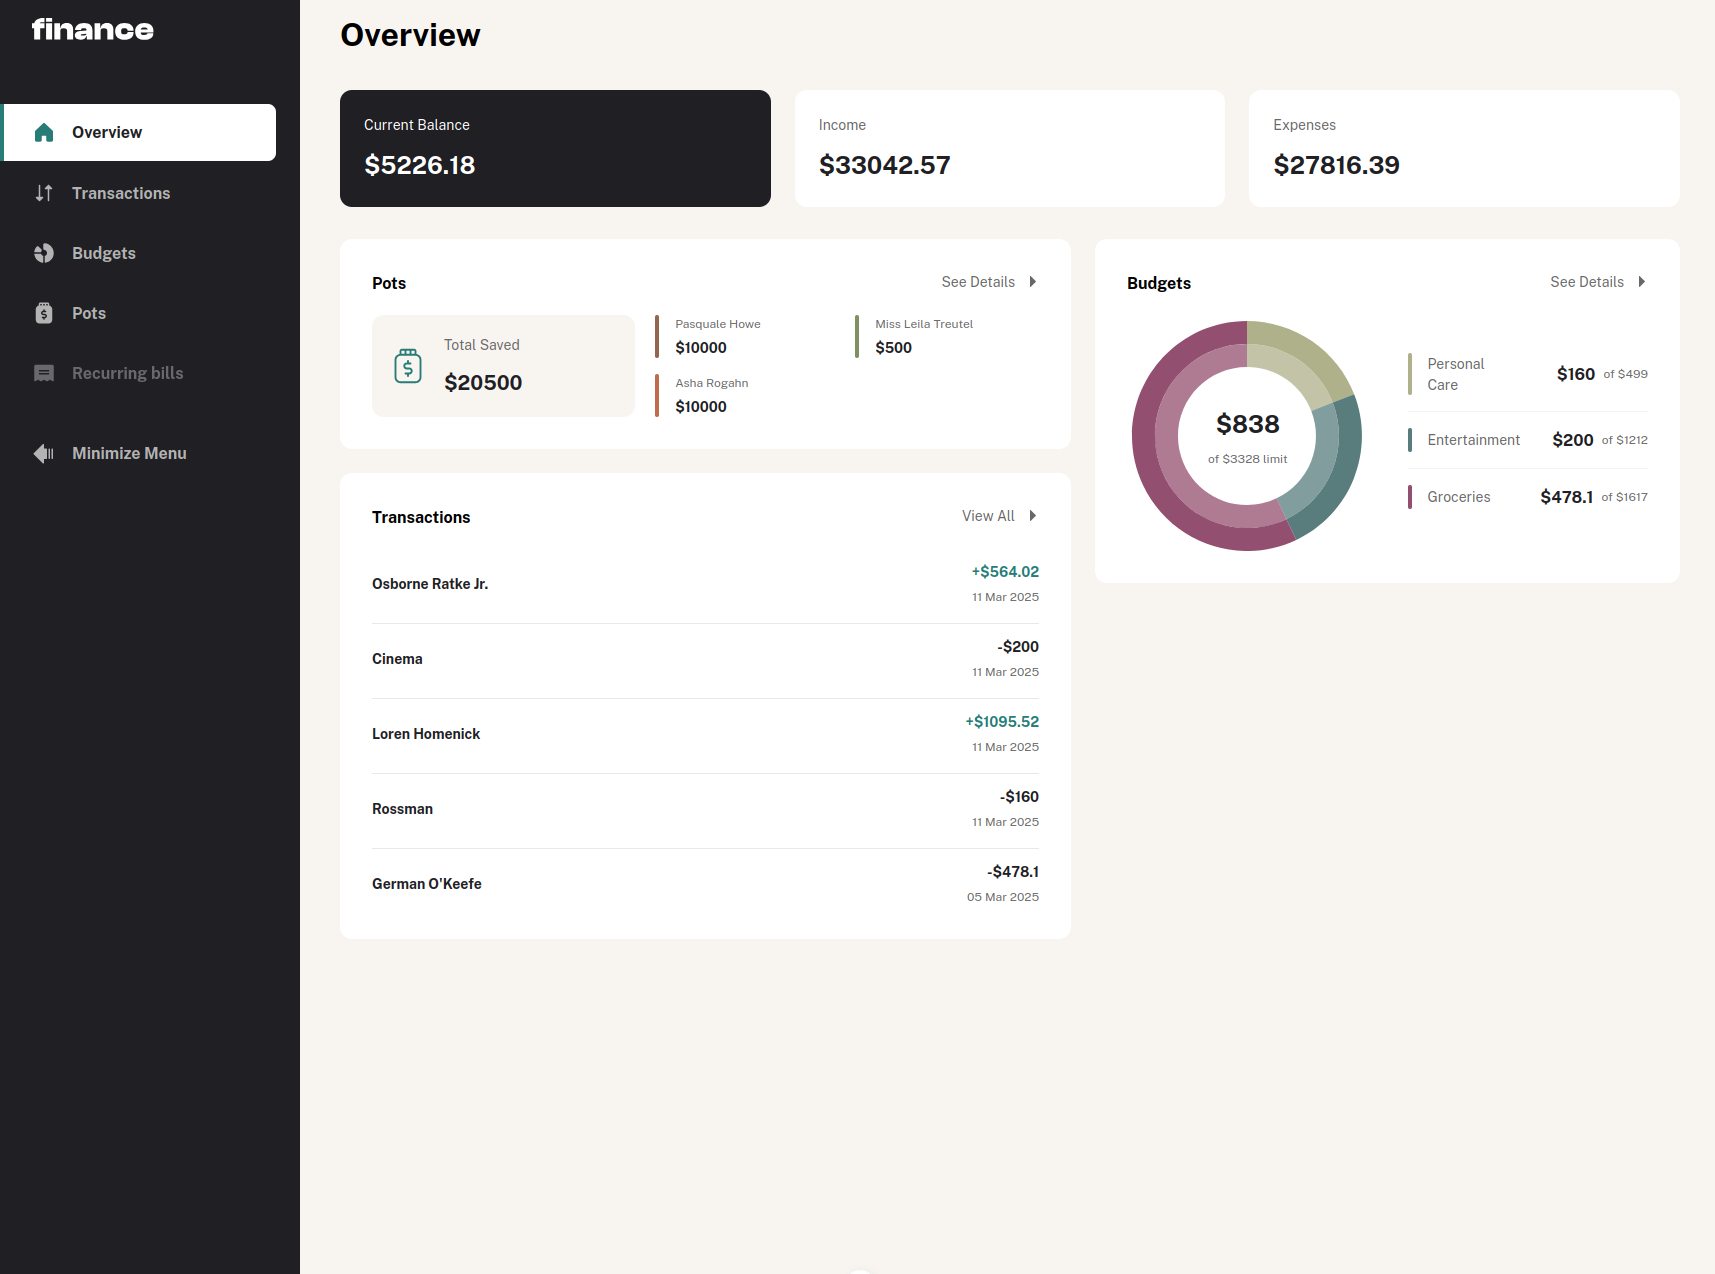 finance
Overview
Transactions
Budgets
Pots
Recurring bills
Minimize Menu
Overview
Current Balance
$5226.18
Income
$33042.57
Expenses
$27816.39
Pots
See Details
Total Saved
$20500
Pasquale Howe
$10000
Miss Leila Treutel
$500
Asha Rogahn
$10000
Transactions
View All
Osborne Ratke Jr.
+$564.02
11 Mar 2025
Cinema
-$200
11 Mar 2025
Loren Homenick
+$1095.52
11 Mar 2025
Rossman
-$160
11 Mar 2025
German O'Keefe
-$478.1
05 Mar 2025
Budgets
See Details
$838
of $3328 limit
Personal
Care
$160 of $499
Entertainment $200 of $1212
Groceries $478.1 of $1617